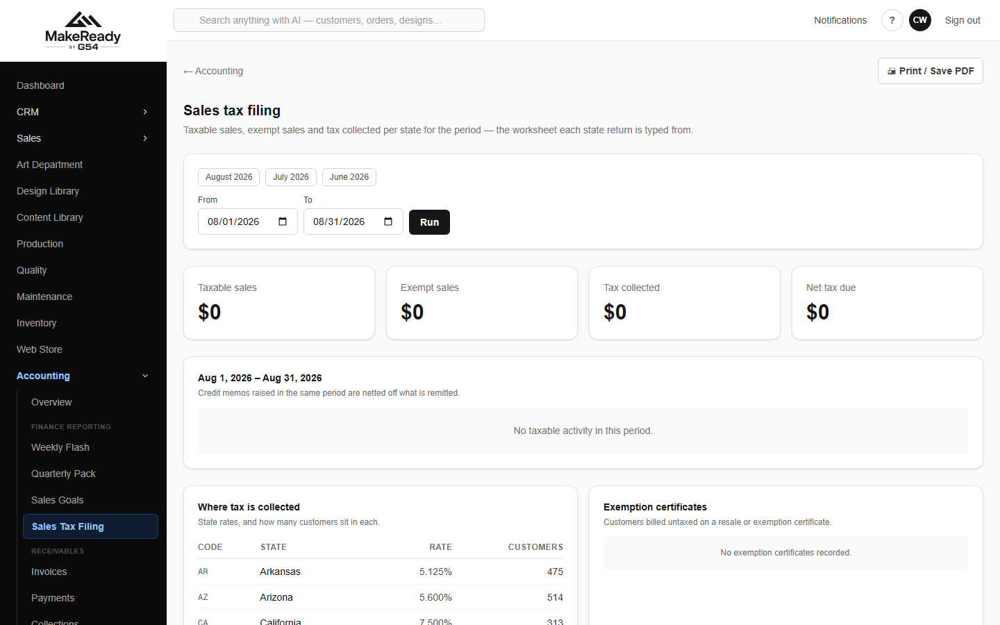 MakeReady
BY G54
Search anything with AI — customers, orders, designs...
Notifications
?
CW
Sign out
Dashboard
CRM
Sales
Art Department
Design Library
Content Library
Production
Quality
Maintenance
Inventory
Web Store
Accounting
Overview
FINANCE REPORTING
Weekly Flash
Quarterly Pack
Sales Goals
Sales Tax Filing
RECEIVABLES
Invoices
Payments
Collections
← Accounting
Print / Save PDF
Sales tax filing
Taxable sales, exempt sales and tax collected per state for the period — the worksheet each state return is typed from.
August 2026
July 2026
June 2026
From
To
08/01/2026
08/31/2026
Run
Taxable sales
$0
Exempt sales
$0
Tax collected
$0
Net tax due
$0
Aug 1, 2026 – Aug 31, 2026
Credit memos raised in the same period are netted off what is remitted.
No taxable activity in this period.
Where tax is collected
State rates, and how many customers sit in each.
CODE STATE RATE CUSTOMERS
AR Arkansas 5.125% 475
AZ Arizona 5.600% 514
CA California 7.500% 313
Exemption certificates
Customers billed untaxed on a resale or exemption certificate.
No exemption certificates recorded.